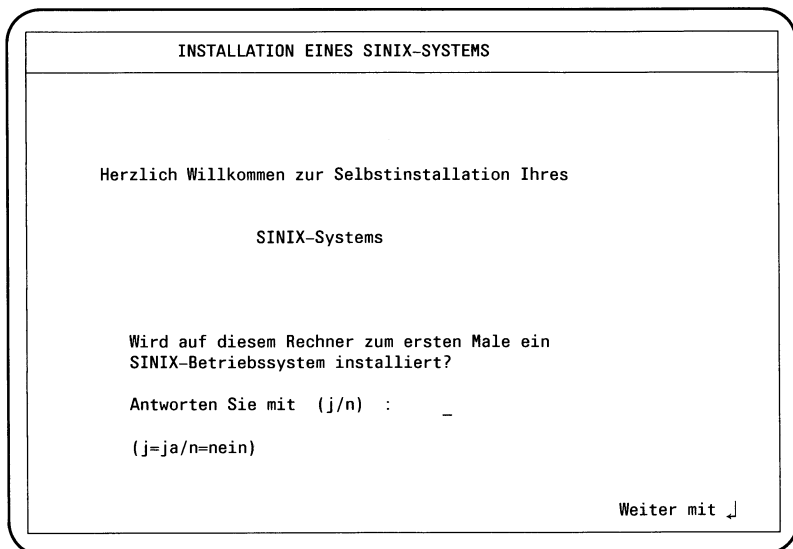 INSTALLATION EINES SINIX–SYSTEMS
Herzlich Willkommen zur Selbstinstallation Ihres
SINIX–Systems
Wird auf diesem Rechner zum ersten Male ein
SINIX–Betriebssystem installiert?
Antworten Sie mit (j/n) : _
(j=ja/n=nein)
Weiter mit ↲